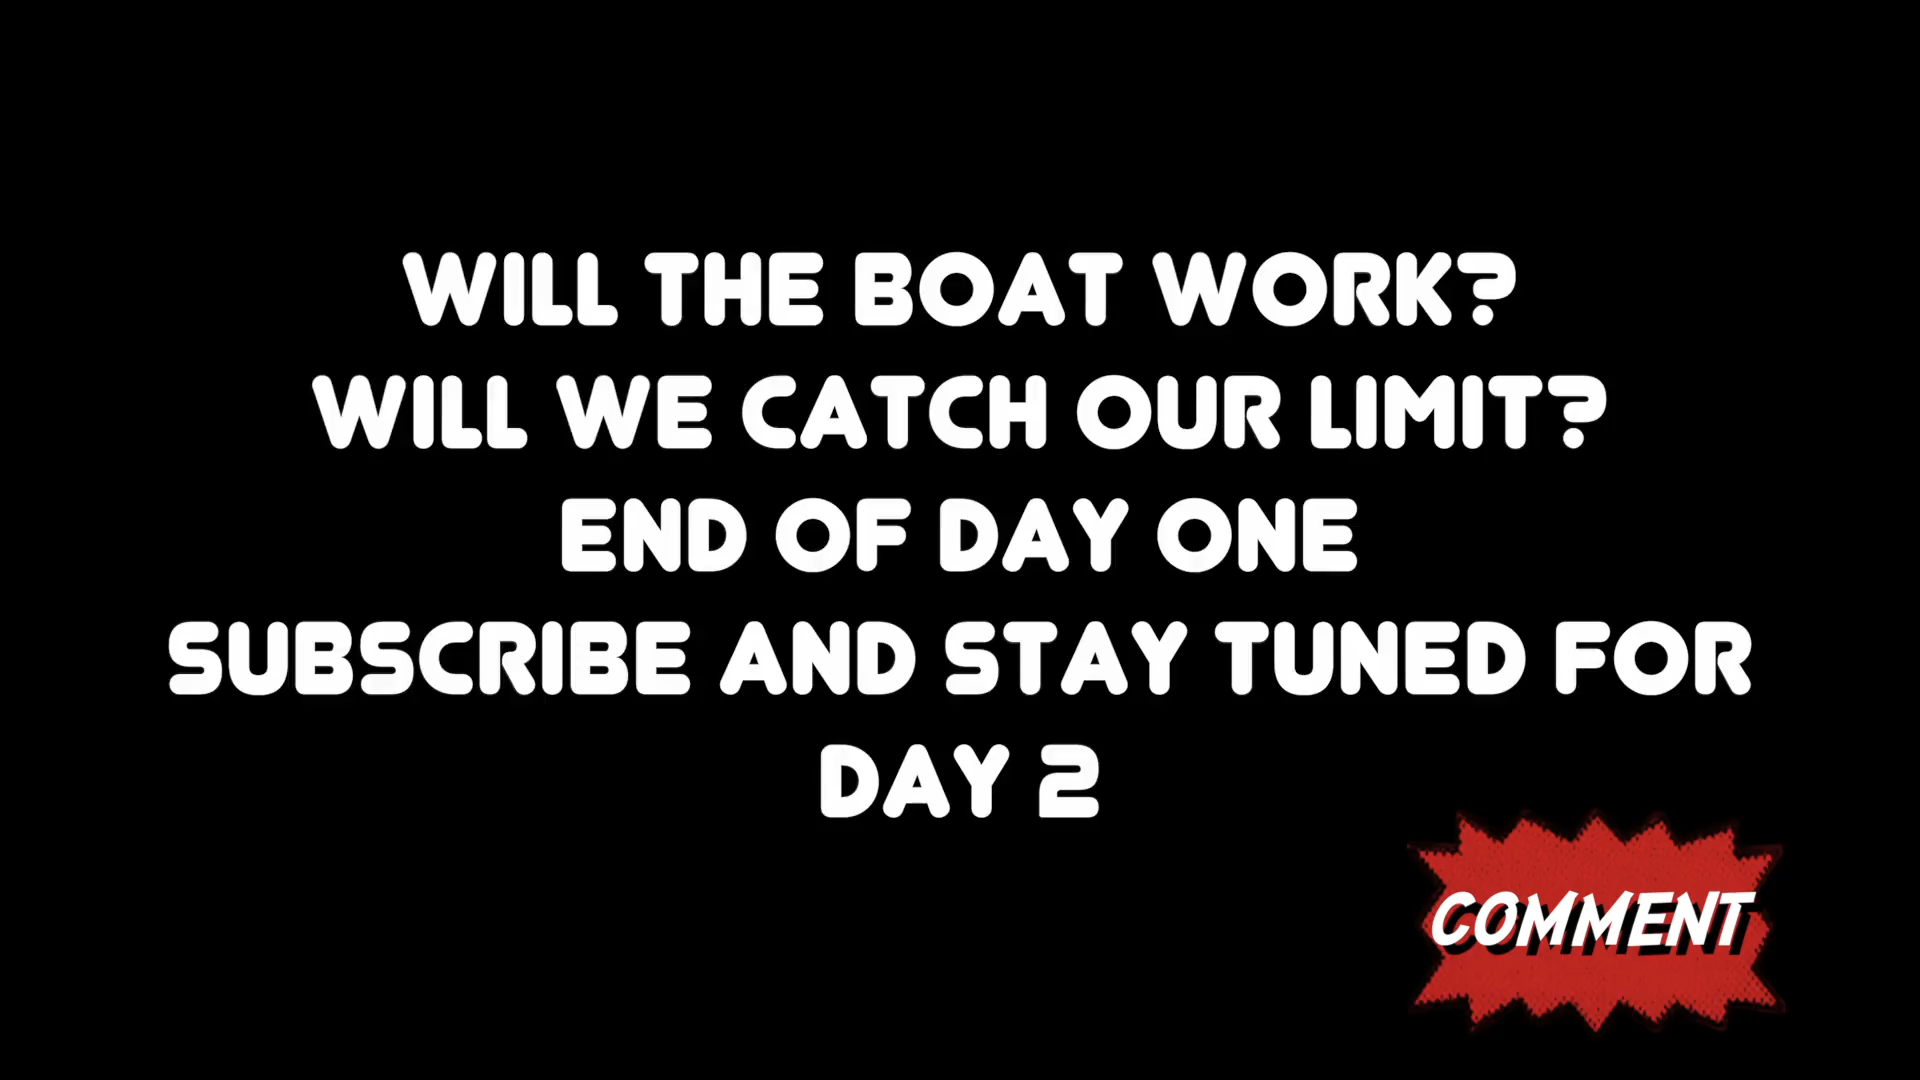 WILL THE BOAT WORK?
WILL WE CATCH OUR LIMIT?
END OF DAY ONE
SUBSCRIBE AND STAY TUNED FOR
DAY 2
COMMENT